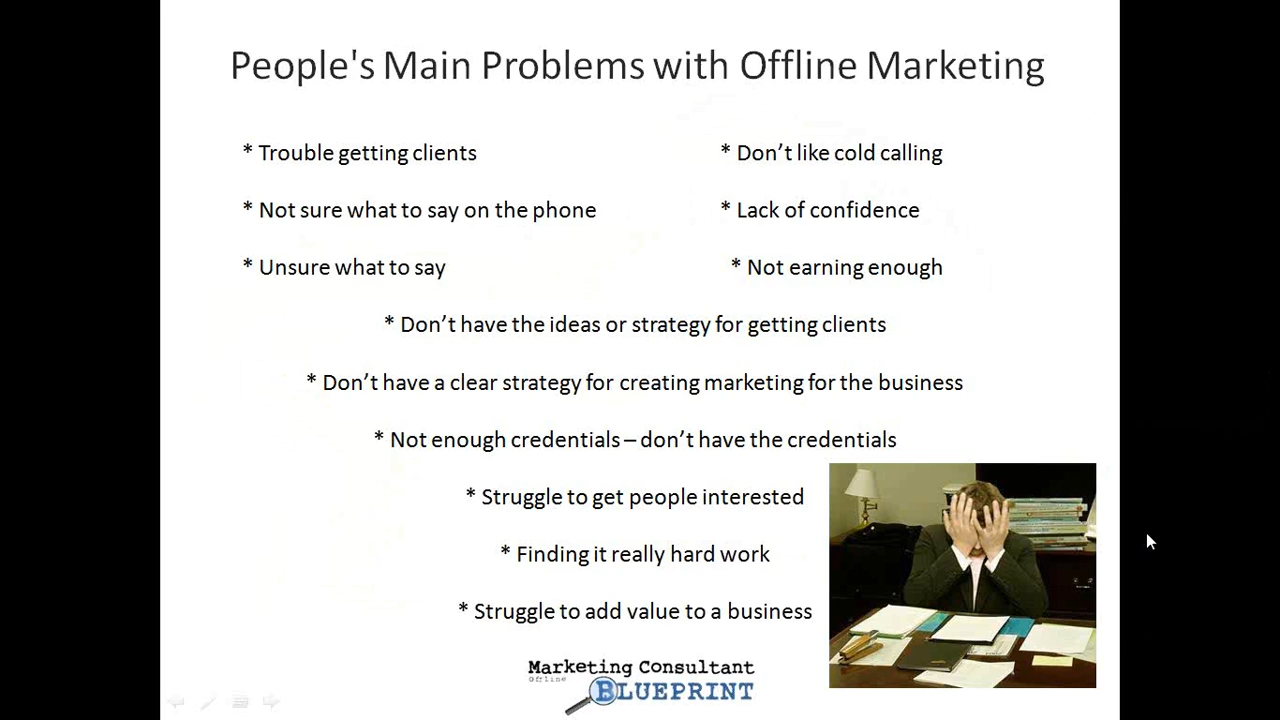 People's Main Problems with Offline Marketing
* Trouble getting clients
* Don’t like cold calling
* Not sure what to say on the phone
* Lack of confidence
* Unsure what to say
* Not earning enough
* Don’t have the ideas or strategy for getting clients
* Don’t have a clear strategy for creating marketing for the business
* Not enough credentials – don’t have the credentials
* Struggle to get people interested
* Finding it really hard work
* Struggle to add value to a business
Marketing Consultant
Offline
BLUEPRINT